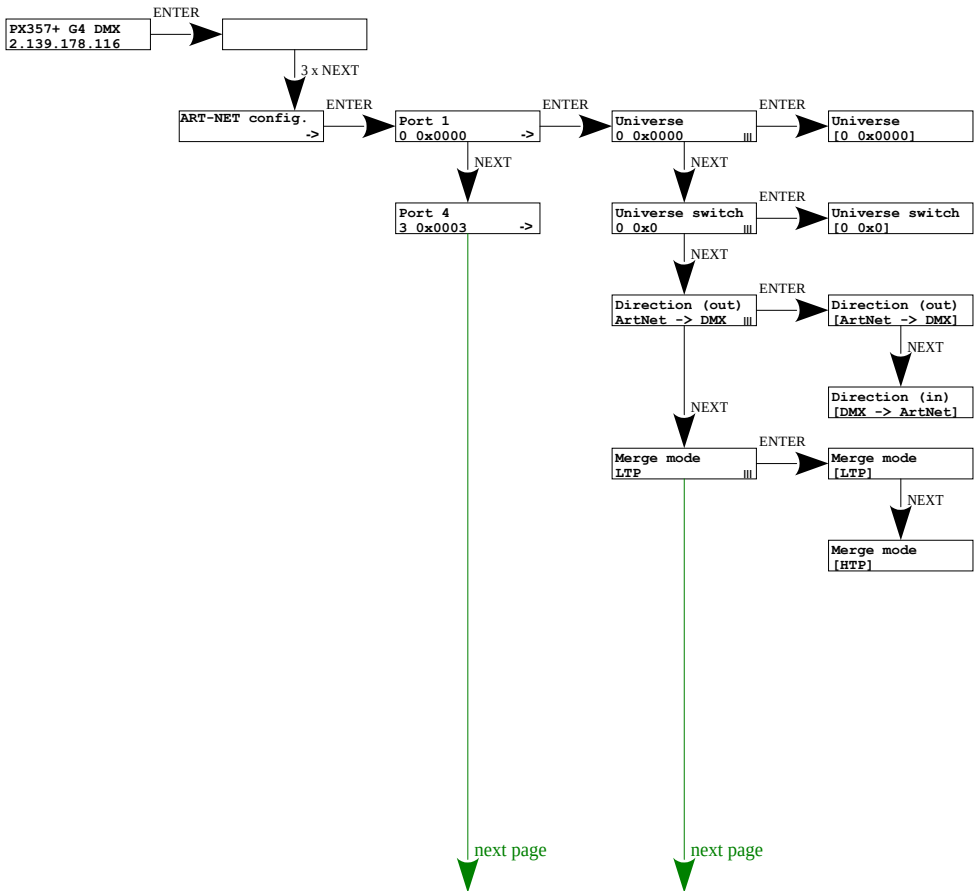 ENTER
PX357+ G4 DMX
2.139.178.116
3 x NEXT
ART-NET config.
->
ENTER
Port 1
0 0x0000 ->
ENTER
Universe
0 0x0000
ENTER
Universe
[0 0x0000]
NEXT
NEXT
Port 4
3 0x0003 ->
Universe switch
0 0x0
ENTER
Universe switch
[0 0x0]
NEXT
Direction (out)
ArtNet -> DMX
ENTER
Direction (out)
[ArtNet -> DMX]
NEXT
Direction (in)
[DMX -> ArtNet]
NEXT
Merge mode
LTP
ENTER
Merge mode
[LTP]
NEXT
Merge mode
[HTP]
next page
next page